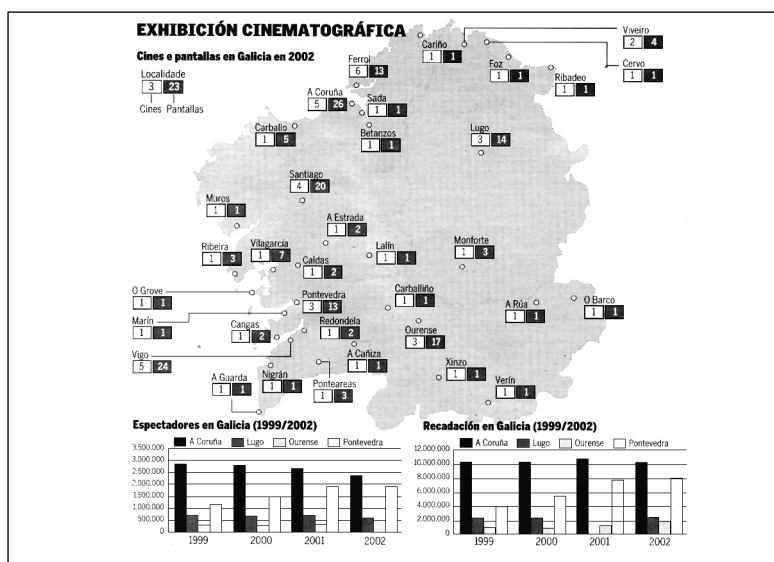 EXHIBICIÓN CINEMATOGRÁFICA
Cines e pantallas en Galicia en 2002
Localidade
3 23
Cines Pantallas
Viveiro
2 4
Cariño
1 1
Cervo
1 1
Foz
1 1
Ribadeo
1 1
Ferrol
6 13
A Coruña
5 26
Sada
1 1
Betanzos
1 1
Carballo
1 5
Lugo
3 14
Santiago
4 20
Muros
1 1
A Estrada
1 2
Ribeira
1 3
Vilagarcía
1 7
Caldas
1 2
Lalín
1 1
Monforte
1 3
O Grove
1 1
Pontevedra
3 13
Carballiño
1 1
A Rúa
1 1
O Barco
1 1
Marín
1 1
Cangas
1 2
Redondela
1 2
Ourense
3 17
Vigo
5 24
A Cañiza
1 1
Xinzo
1 1
Verín
1 1
A Guarda
1 1
Nigrán
1 1
Ponteareas
1 3
Espectadores en Galicia (1999/2002)
A Coruña Lugo Ourense Pontevedra
3.500.000
3.000.000
2.500.000
2.000.000
1.500.000
1.000.000
500.000
0
1999 2000 2001 2002
Recadación en Galicia (1999/2002)
A Coruña Lugo Ourense Pontevedra
12.000.000
10.000.000
8.000.000
6.000.000
4.000.000
2.000.000
0
1999 2000 2001 2002